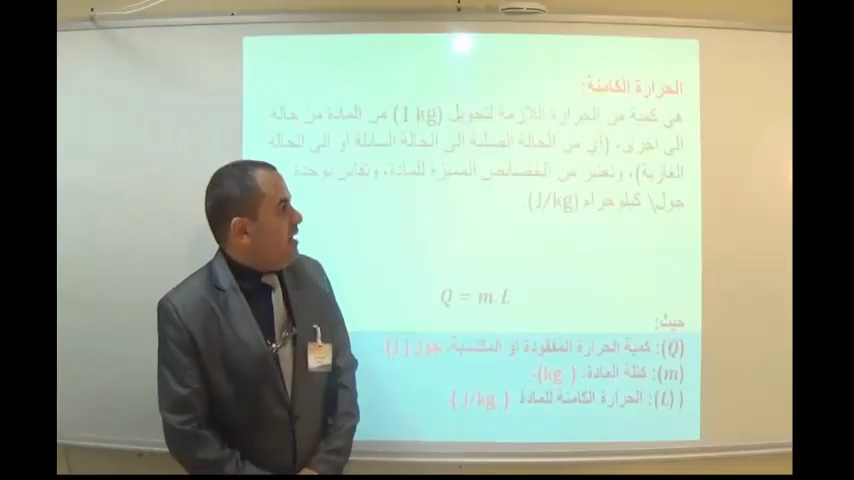 الحرارة الكامنة:
هي كمية من الحرارة اللازمة لتحويل (1 kg) من المادة من حالة
الى اخرى، (أي من الحالة الصلبة الى الحالة السائلة او الى الحالة
الغازية)، وتعتبر من الخصائص المميزة للمادة، وتقاس بوحدة
جول\ كيلوجرام (J/kg)
Q = m. L
حيث:
(Q): كمية الحرارة المفقودة او المكتسبة، جول ( J).
(m): كتلة المادة، ( kg).
(L): الحرارة الكامنة للمادة. ( J/kg )